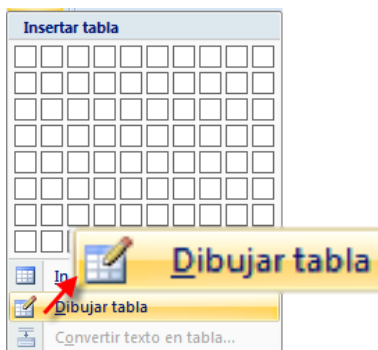 Insertar tabla
In
Dibujar tabla
Dibujar tabla
Convertir texto en tabla...